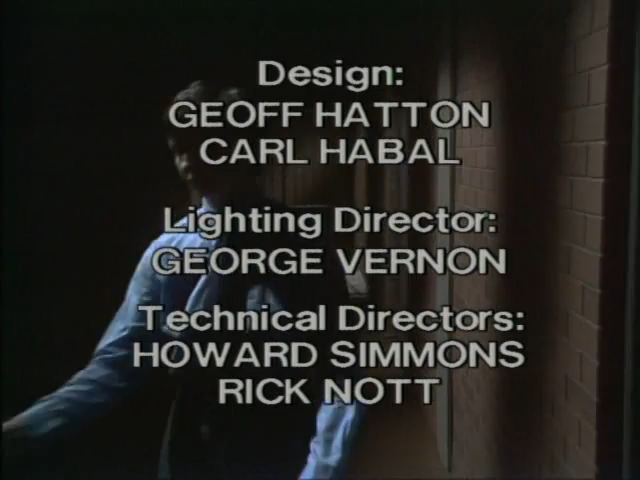 Design:
GEOFF HATTON
CARL HABAL
Lighting Director:
GEORGE VERNON
Technical Directors:
HOWARD SIMMONS
RICK NOTT